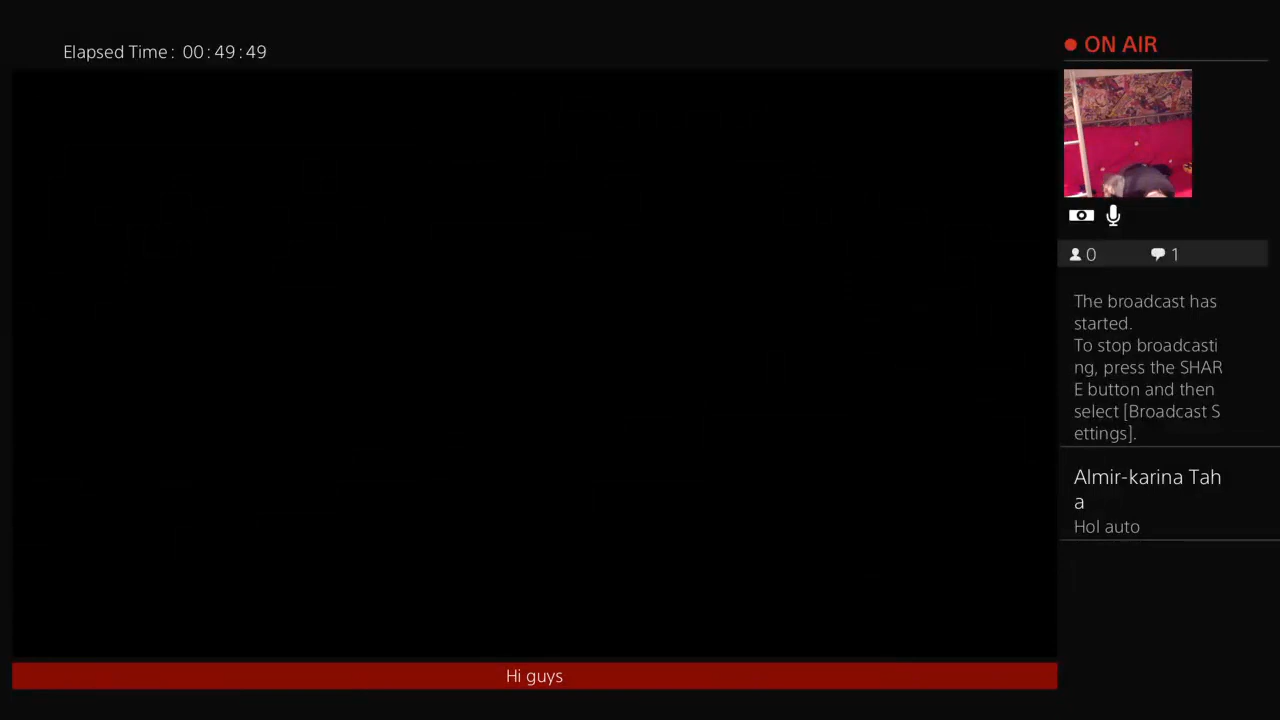 Elapsed Time: 00:49:49
ON AIR
0 1
The broadcast has
started.
To stop broadcasti
ng, press the SHAR
E button and then
select [Broadcast S
ettings].
Almir-karina Tah
a
Hol auto
Hi guys